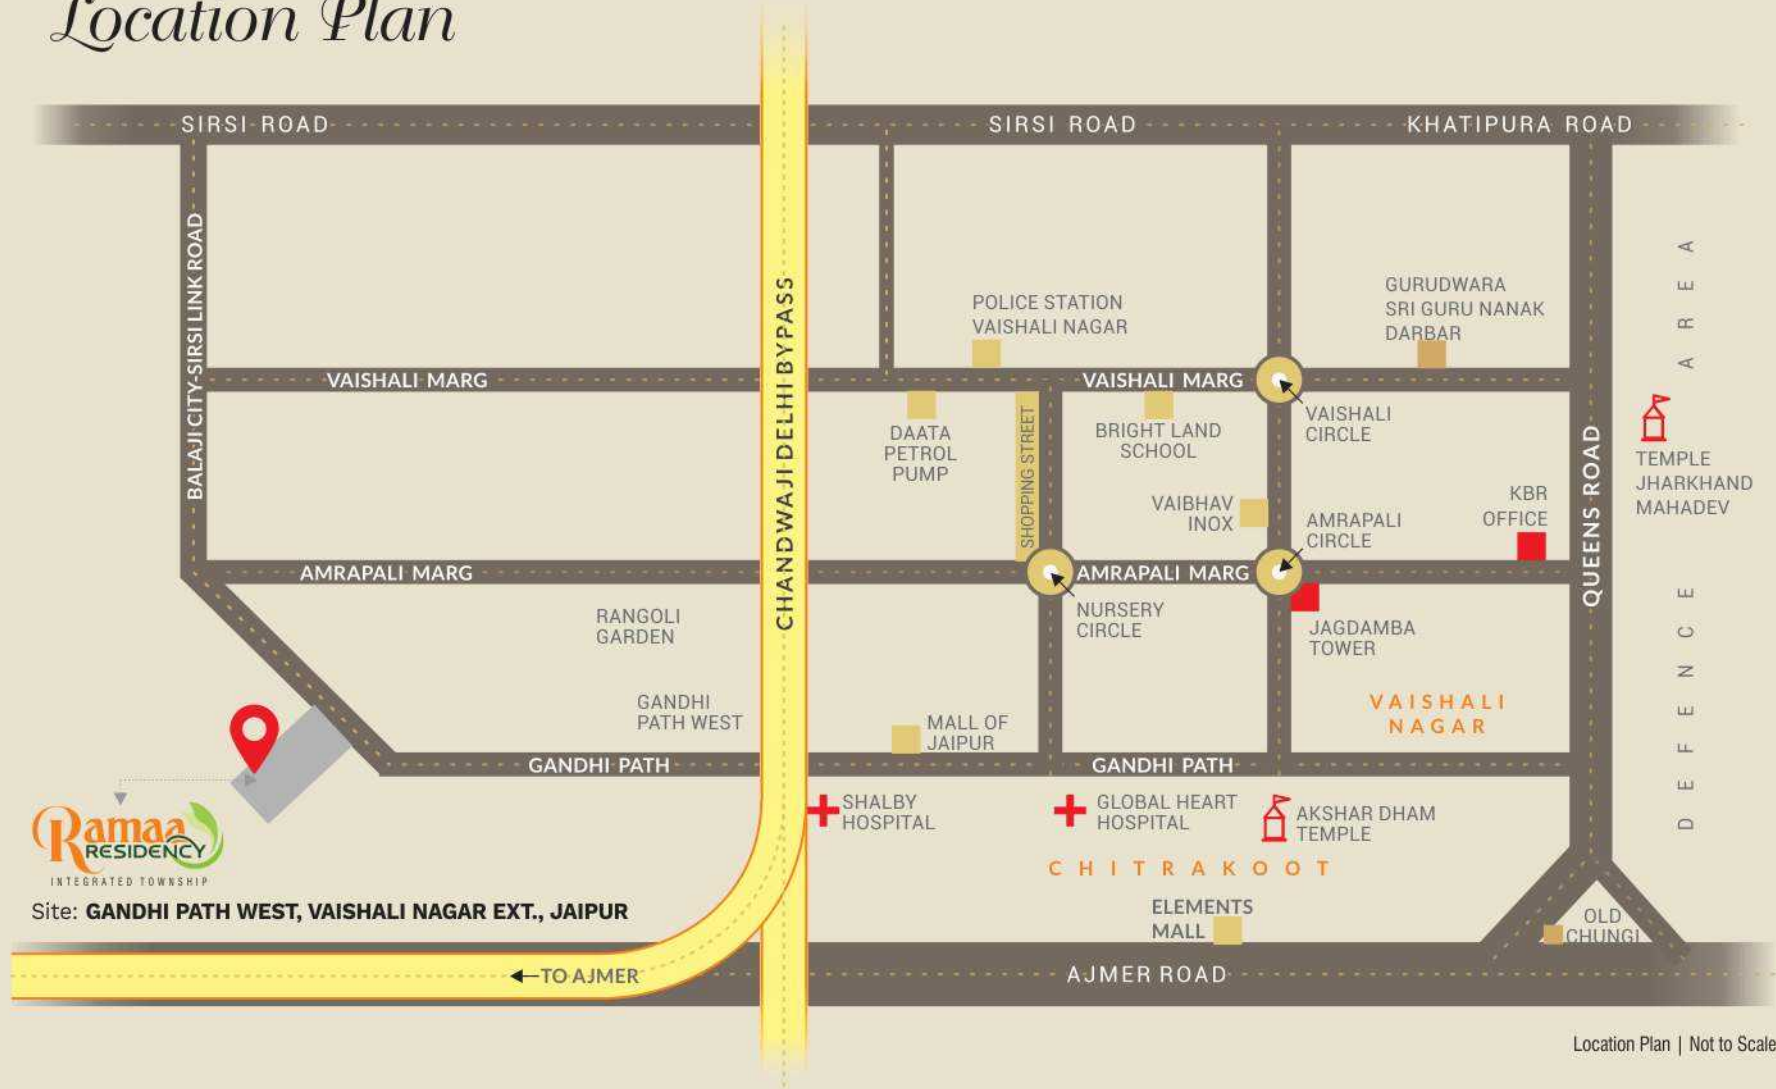 Location Plan
SIRSI ROAD
SIRSI ROAD
KHATIPURA ROAD
BALAJI CITY-SIRSI LINK ROAD
CHANDWAJI DELHI BYPASS
POLICE STATION
VAISHALI NAGAR
GURUDWARA
SRI GURU NANAK
DARBAR
DEFENCE AREA
VAISHALI MARG
VAISHALI MARG
VAISHALI
CIRCLE
DAATA
PETROL
PUMP
SHOPPING STREET
BRIGHT LAND
SCHOOL
QUEENS ROAD
TEMPLE
JHARKHAND
MAHADEV
VAIBHAV
INOX
AMRAPALI
CIRCLE
KBR
OFFICE
AMRAPALI MARG
AMRAPALI MARG
RANGOLI
GARDEN
NURSERY
CIRCLE
JAGDAMBA
TOWER
GANDHI
PATH WEST
MALL OF
JAIPUR
VAISHALI
NAGAR
GANDHI PATH
GANDHI PATH
SHALBY
HOSPITAL
GLOBAL HEART
HOSPITAL
AKSHAR DHAM
TEMPLE
Ramaa
RESIDENCY
INTEGRATED TOWNSHIP
CHITRAKOOT
Site: GANDHI PATH WEST, VAISHALI NAGAR EXT., JAIPUR
ELEMENTS
MALL
OLD
CHUNGI
TO AJMER
AJMER ROAD
Location Plan | Not to Scale